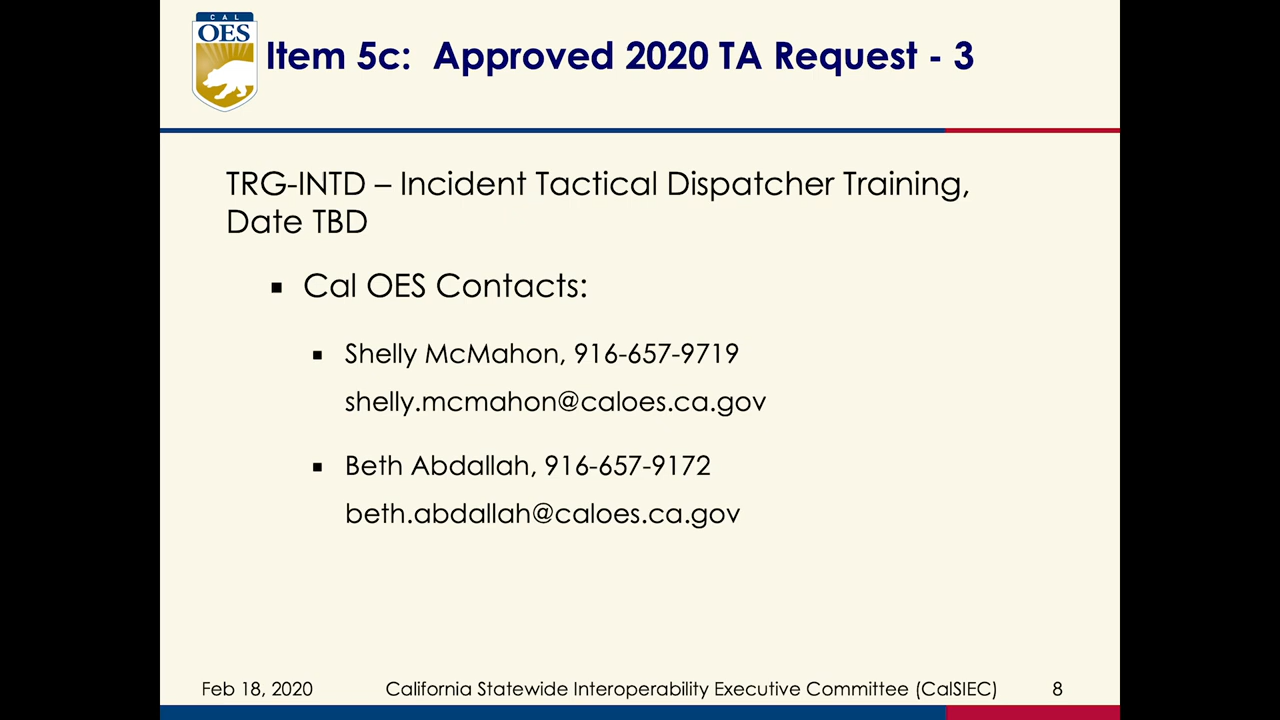 CAL
OES
Item 5c: Approved 2020 TA Request - 3
TRG-INTD – Incident Tactical Dispatcher Training,
Date TBD
▪ Cal OES Contacts:
▪ Shelly McMahon, 916-657-9719
shelly.mcmahon@caloes.ca.gov
▪ Beth Abdallah, 916-657-9172
beth.abdallah@caloes.ca.gov
Feb 18, 2020 California Statewide Interoperability Executive Committee (CalSIEC) 8